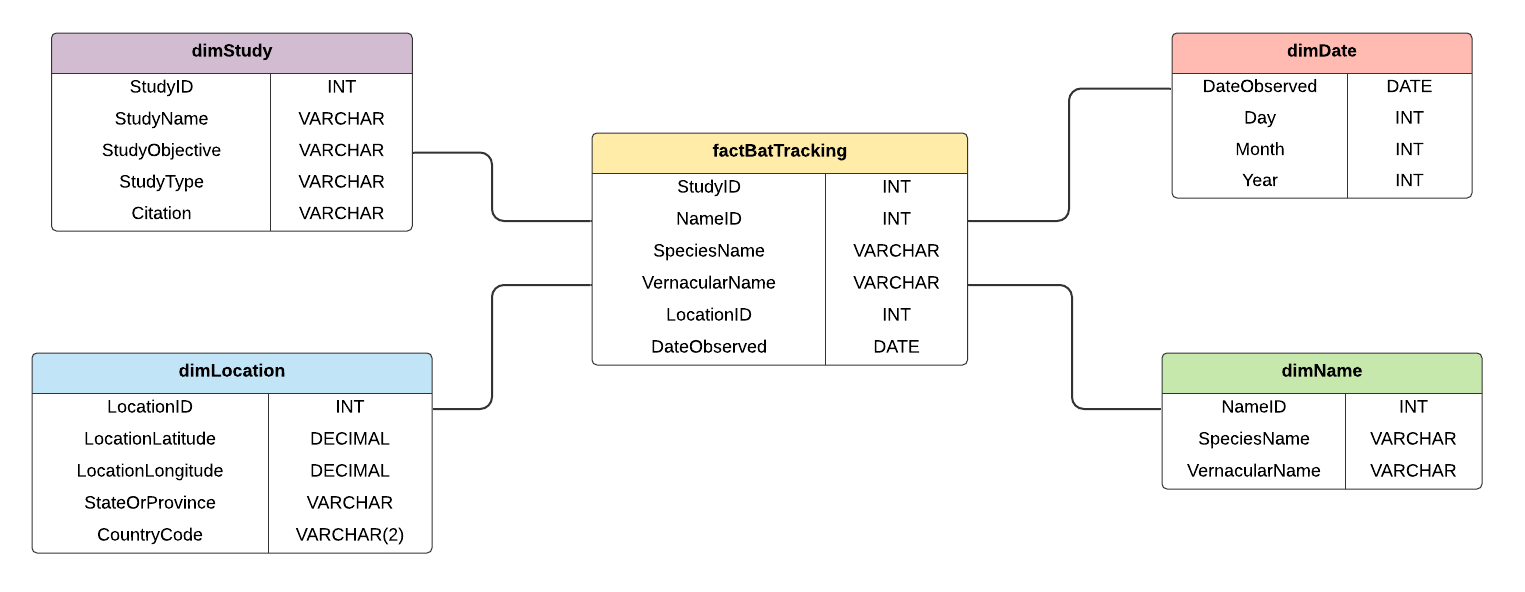 dimStudy
StudyID INT
StudyName VARCHAR
StudyObjective VARCHAR
StudyType VARCHAR
Citation VARCHAR
dimLocation
LocationID INT
LocationLatitude DECIMAL
LocationLongitude DECIMAL
StateOrProvince VARCHAR
CountryCode VARCHAR(2)
factBatTracking
StudyID INT
NameID INT
SpeciesName VARCHAR
VernacularName VARCHAR
LocationID INT
DateObserved DATE
dimDate
DateObserved DATE
Day INT
Month INT
Year INT
dimName
NameID INT
SpeciesName VARCHAR
VernacularName VARCHAR